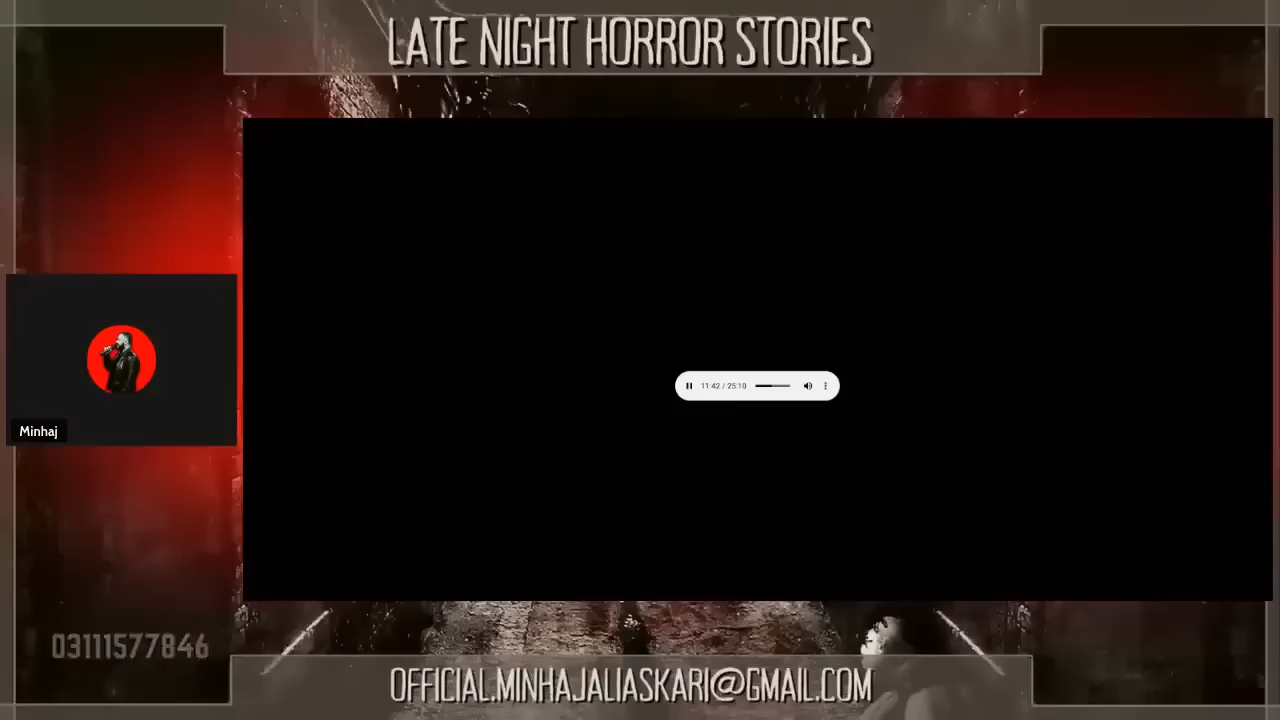 LATE NIGHT HORROR STORIES
11:42 / 25:10
Minhaj
03111577846
OFFICIAL.MINHAJALIASKARI@GMAIL.COM